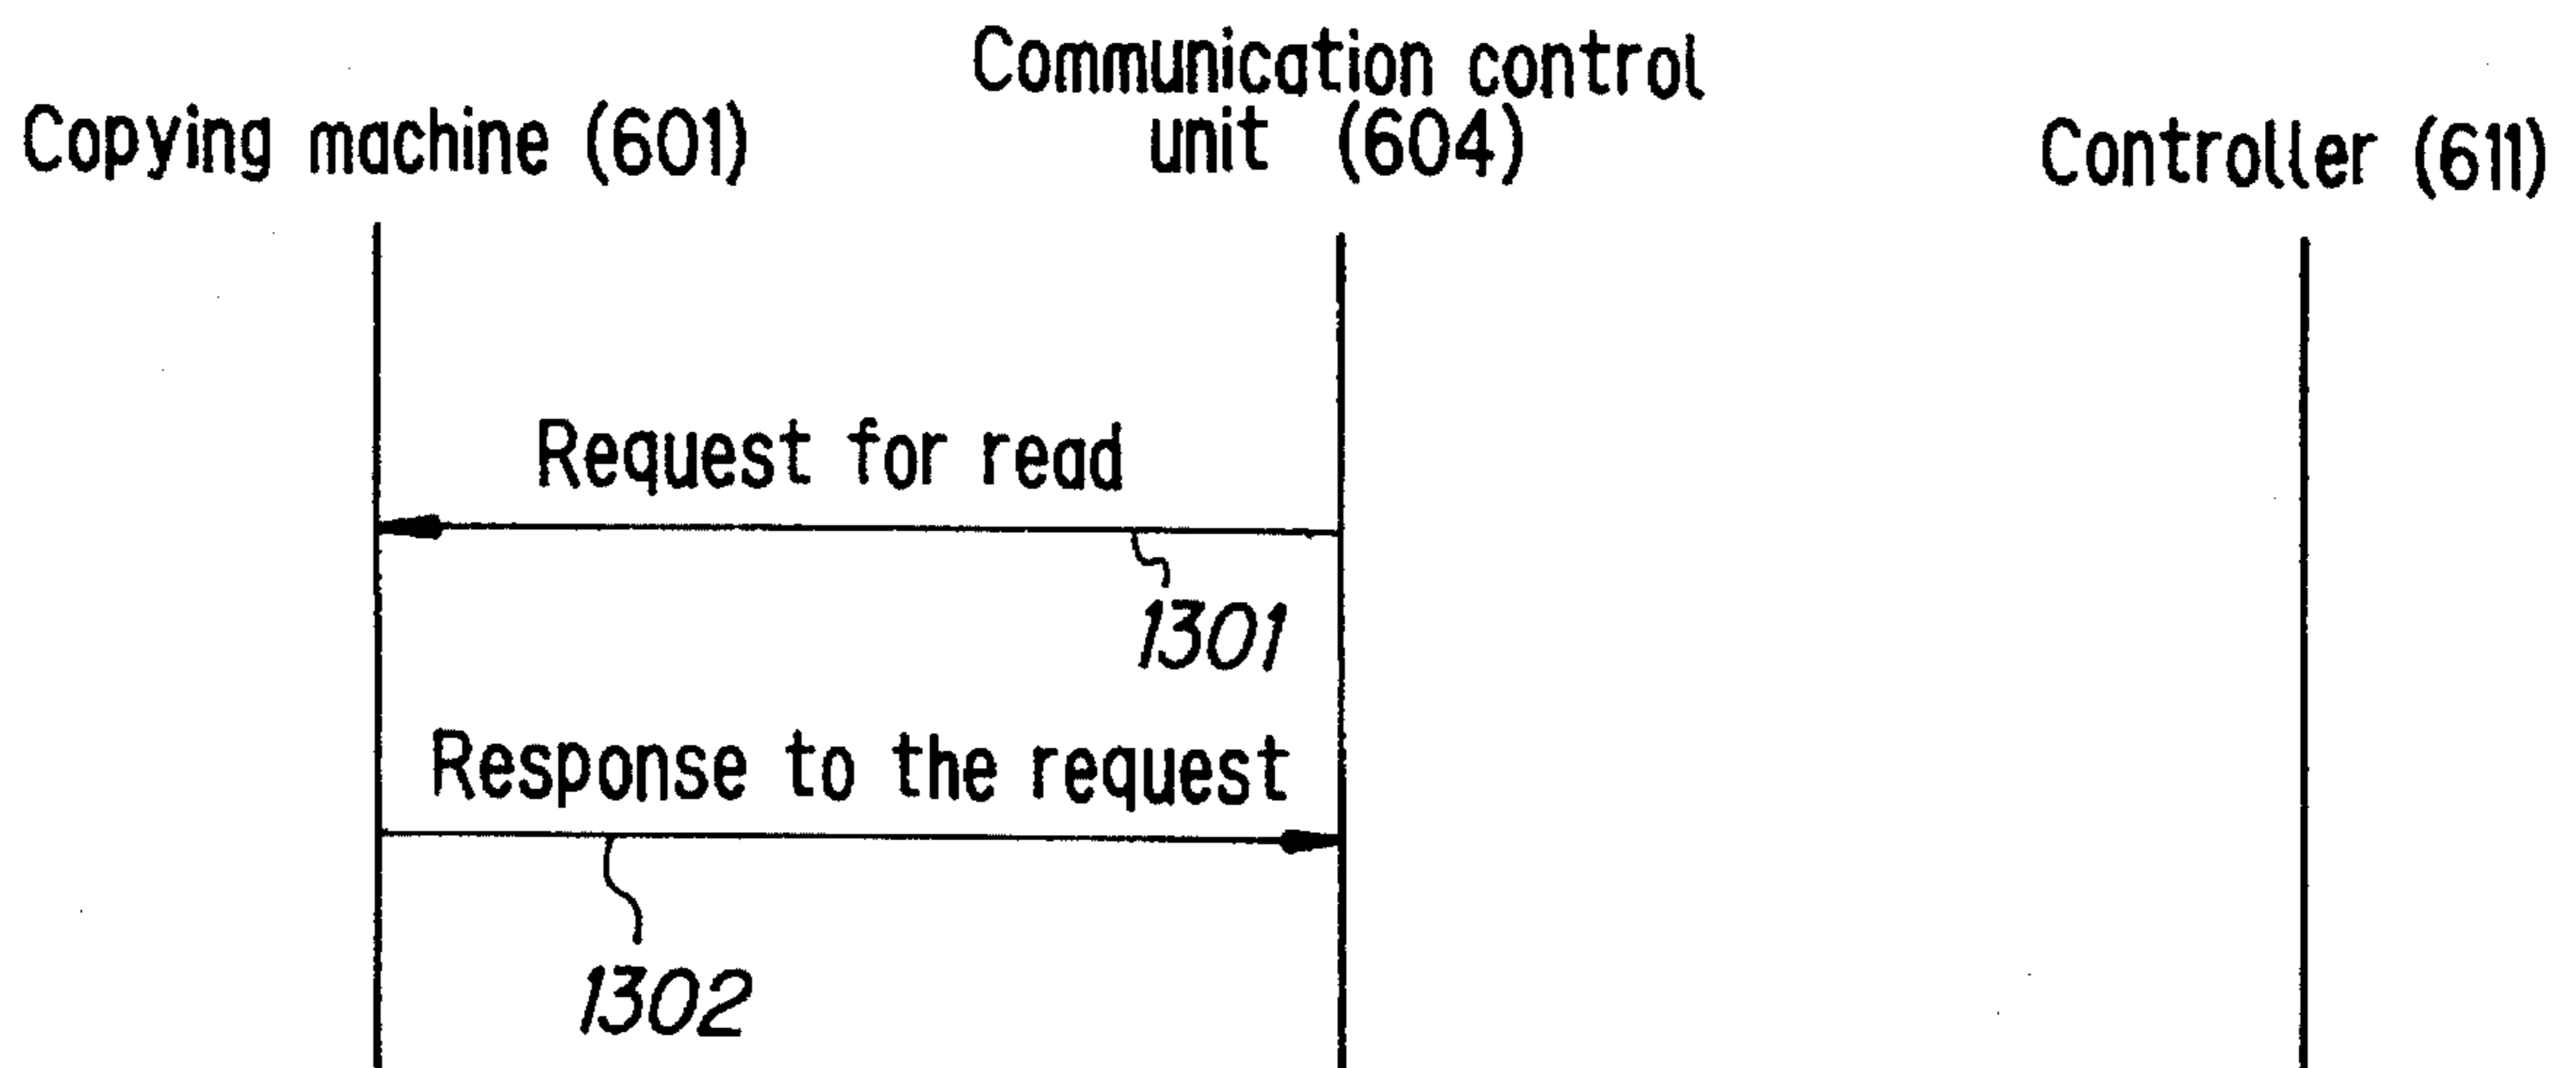 Copying machine (601)
Communication control
unit (604)
Controller (611)
Request for read
1301
Response to the request
1302